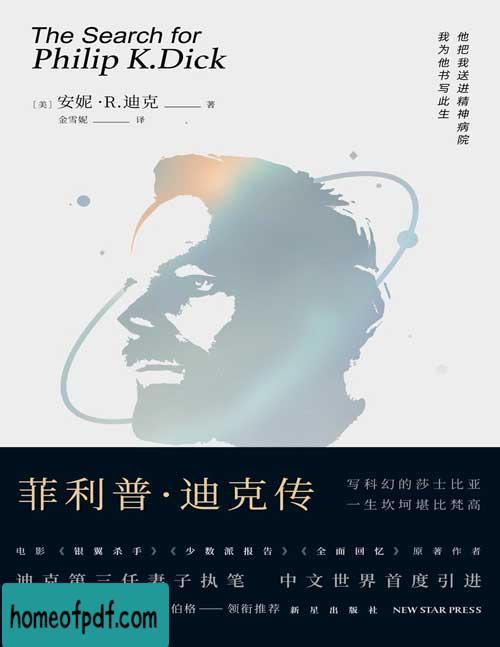 The Search for
Philip K.Dick
[美] 安妮·R.迪克 著
金雪妮 译
他把我送进精神病院
我为他书写此生
菲利普·迪克传
写科幻的莎士比亚
一生坎坷堪比梵高
电影《银翼杀手》《少数派报告》《全面回忆》原著作者
迪克第三任妻子执笔 中文世界首度引进
伯格——领衔推荐 新星出版社 NEW STAR PRESS
homeofpdf.com